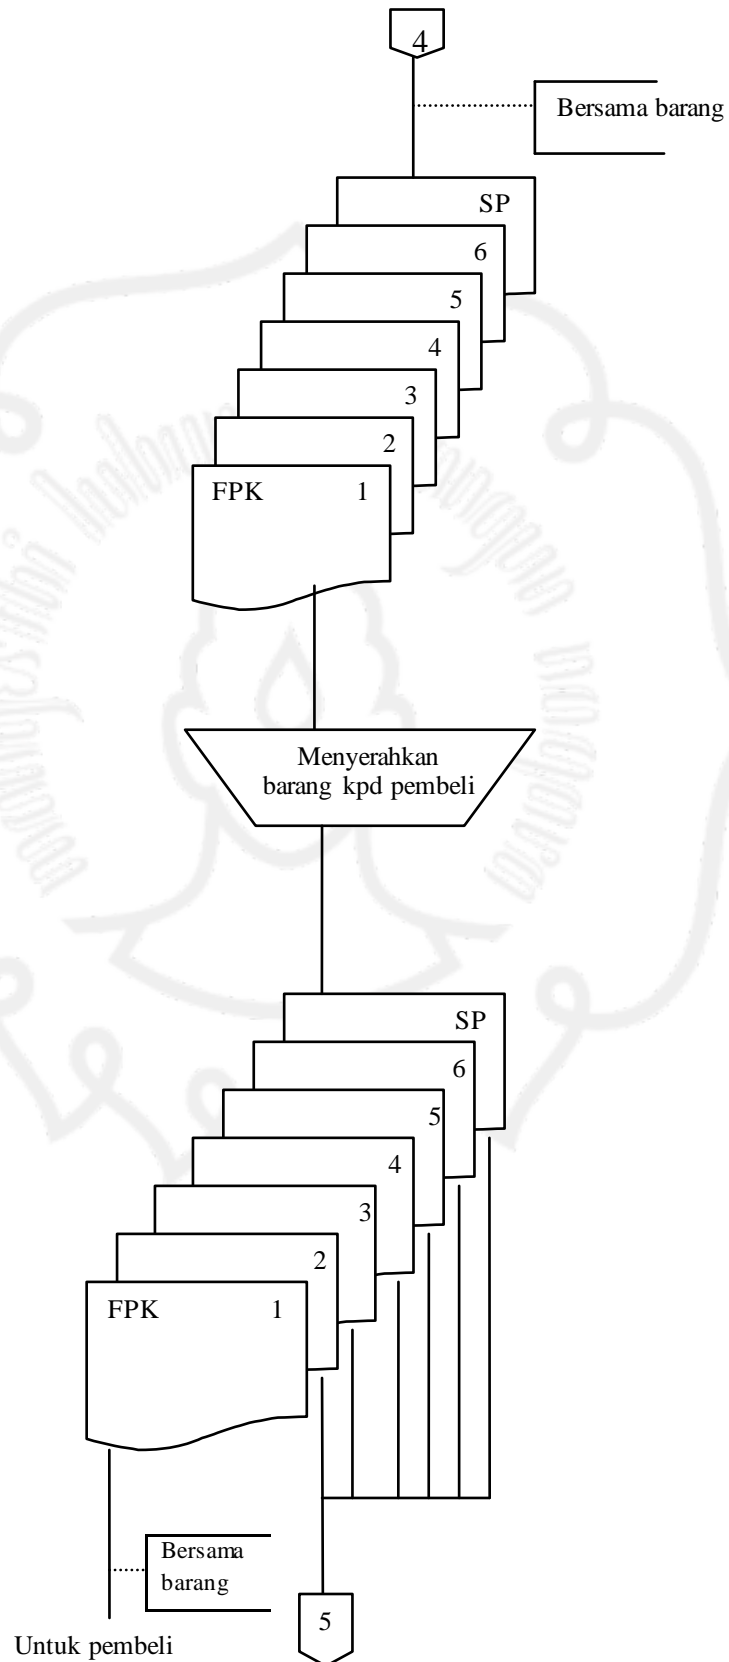 4
Bersama barang
SP
6
5
4
3
2
FPK 1
Menyerahkan
barang kpd pembeli
SP
6
5
4
3
2
FPK 1
Bersama
barang
5
Untuk pembeli